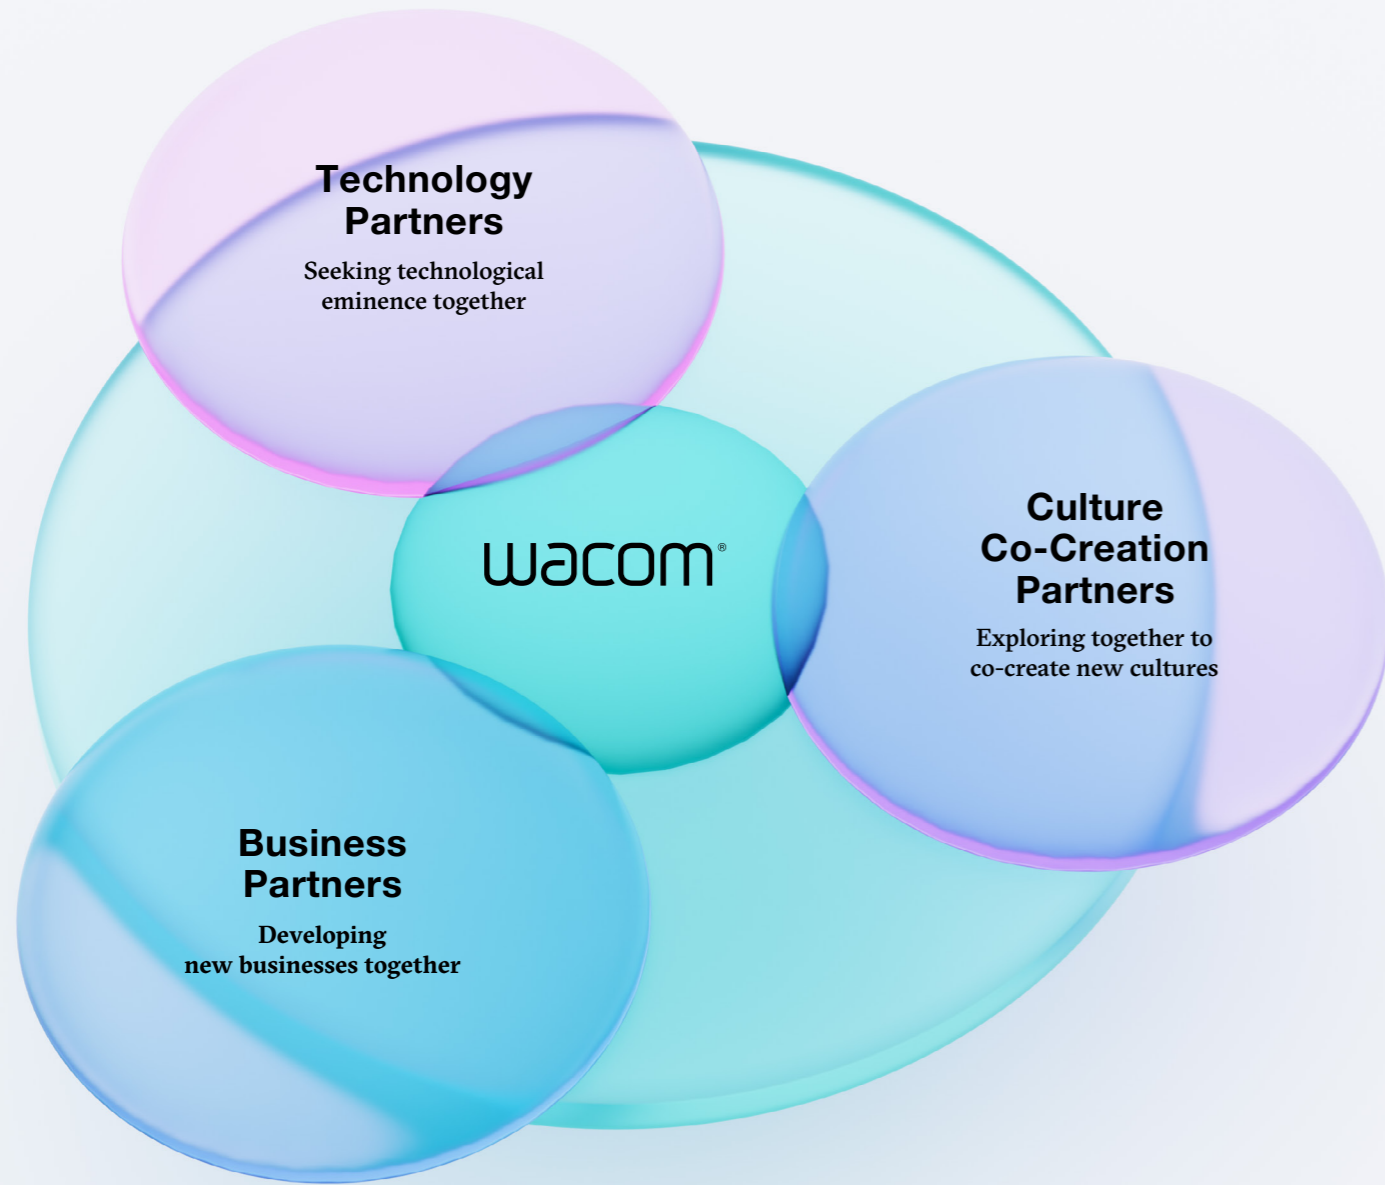 Technology
Partners
Seeking technological
eminence together
wacom®
Culture
Co-Creation
Partners
Exploring together to
co-create new cultures
Business
Partners
Developing
new businesses together